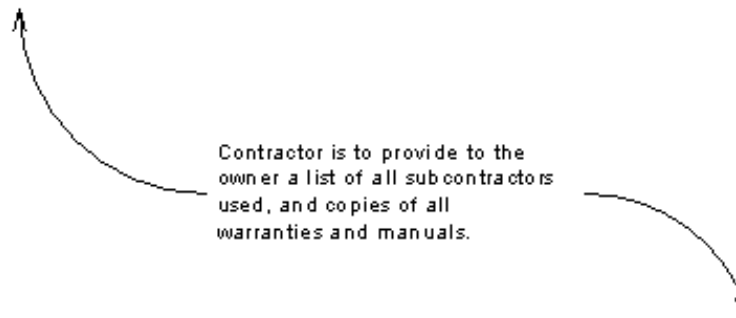 Contractor is to provide to the
owner a list of all subcontractors
used, and copies of all
warranties and manuals.